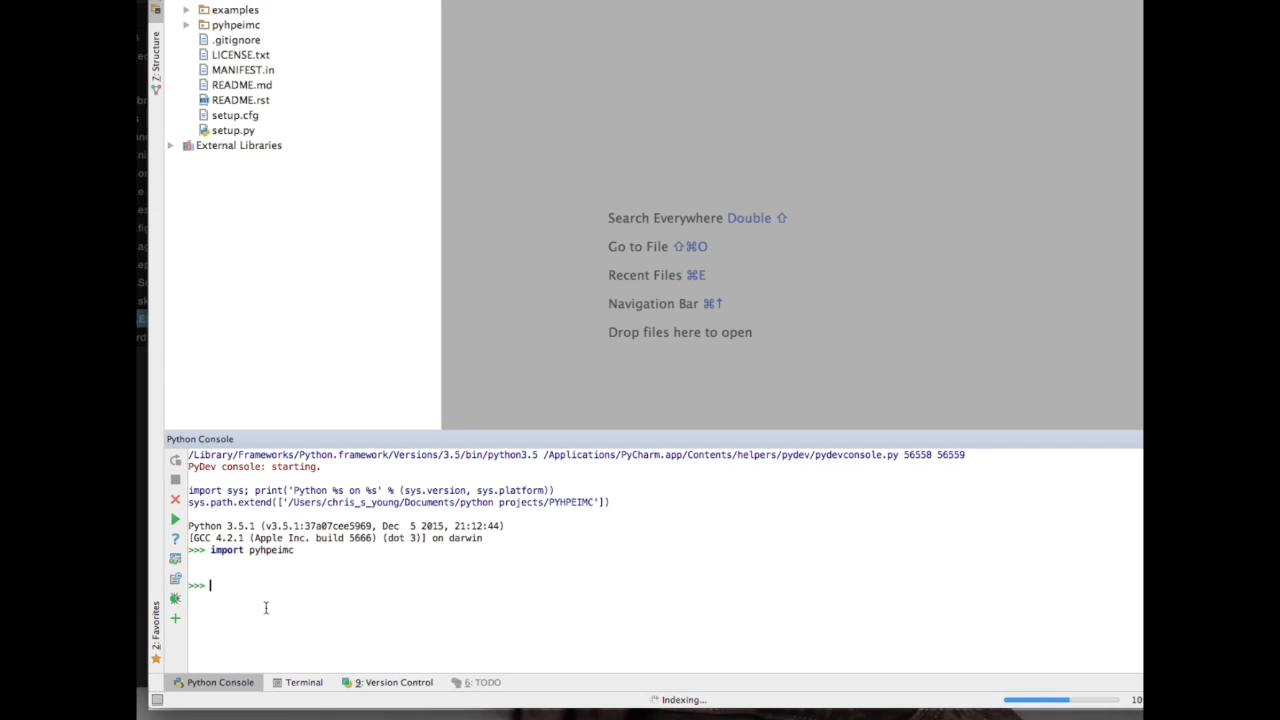 examples
pyhpeimc
.gitignore
LICENSE.txt
MANIFEST.in
README.md
README.rst
setup.cfg
setup.py
External Libraries
Z: Structure
Search Everywhere Double ⇧
Go to File ⇧⌘O
Recent Files ⌘E
Navigation Bar ⌘↑
Drop files here to open
Python Console
/Library/Frameworks/Python.framework/Versions/3.5/bin/python3.5 /Applications/PyCharm.app/Contents/helpers/pydev/pydevconsole.py 56558 56559
PyDev console: starting.
import sys; print('Python %s on %s' % (sys.version, sys.platform))
sys.path.extend(['/Users/chris_s_young/Documents/python projects/PYHPEIMC'])
Python 3.5.1 (v3.5.1:37a07cee5969, Dec  5 2015, 21:12:44)
[GCC 4.2.1 (Apple Inc. build 5666) (dot 3)] on darwin
>>> import pyhpeimc
>>>
2: Favorites
Python Console
Terminal
9: Version Control
6: TODO
Indexing...
10